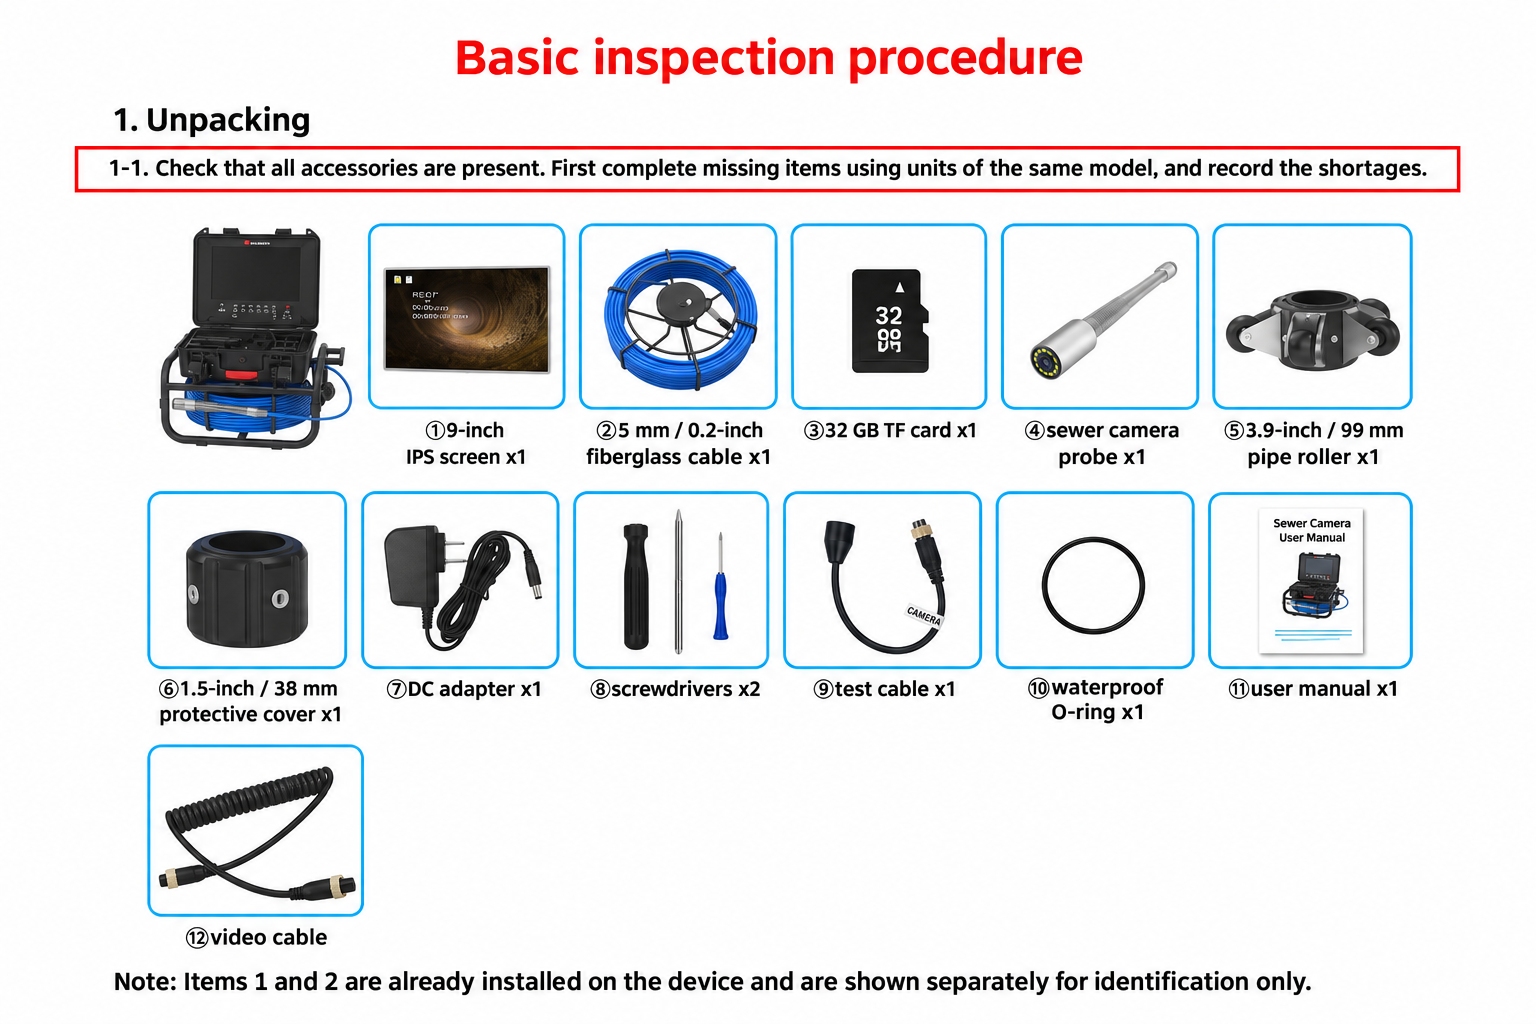 Basic inspection procedure
1. Unpacking
1-1. Check that all accessories are present. First complete missing items using units of the same model, and record the shortages.
①9-inch
IPS screen x1
②5 mm / 0.2-inch
fiberglass cable x1
32
③32 GB TF card x1
④sewer camera
probe x1
⑤3.9-inch / 99 mm
pipe roller x1
⑥1.5-inch / 38 mm
protective cover x1
⑦DC adapter x1
⑧screwdrivers x2
CAMERA
⑨test cable x1
⑩waterproof
O-ring x1
Sewer Camera
User Manual
⑪user manual x1
⑫video cable
Note: Items 1 and 2 are already installed on the device and are shown separately for identification only.